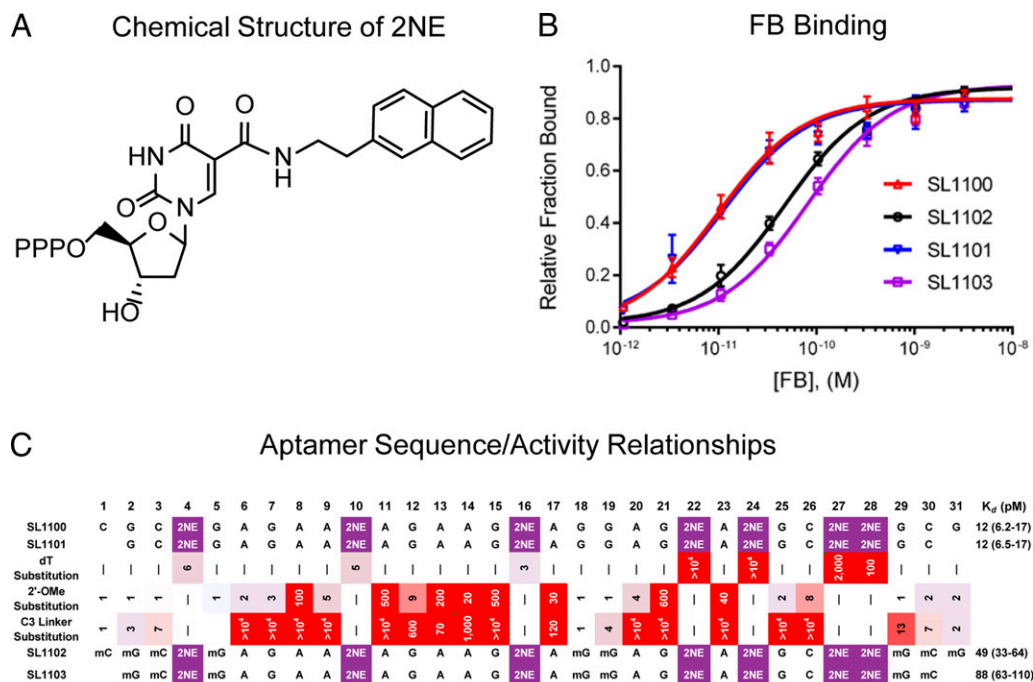 A
Chemical Structure of 2NE
O
O
HN
N
H
O
N
PPPO
O
HO
B
FB Binding
Relative Fraction Bound
1.0
0.8
0.6
0.4
0.2
0.0
SL1100
SL1102
SL1101
SL1103
10⁻¹² 10⁻¹¹ 10⁻¹⁰ 10⁻⁹ 10⁻⁸
[FB], (M)
C
Aptamer Sequence/Activity Relationships
1 2 3 4 5 6 7 8 9 10 11 12 13 14 15 16 17 18 19 20 21 22 23 24 25 26 27 28 29 30 31 K_d (pM)
SL1100 C G C 2NE G A G A A 2NE A G A A G 2NE A G G A G 2NE A 2NE G C 2NE 2NE G C G 12 (6.2-17)
SL1101 G C 2NE G A G A A 2NE A G A A G 2NE A G G A G 2NE A 2NE G C 2NE 2NE G C 12 (6.5-17)
dT
Substitution — — — 6 — — — — — 5 — — — — — 3 — — — — — >10⁴ — >10⁴ — — 2,000 100 — — —
2'-OMe
Substitution 1 1 1 — 1 2 3 100 5 — 500 9 200 20 500 — 30 1 1 4 600 — 40 — 2 8 — — 1 2 2
C3 Linker
Substitution 1 3 7 — — >10⁴ >10⁴ >10⁴ >10⁴ — >10⁴ 600 70 1,000 >10⁴ — 120 1 4 >10⁴ >10⁴ — >10⁴ — >10⁴ >10⁴ — — 13 7 2
SL1102 mC mG mC 2NE mG A G A A 2NE A G A A G 2NE A mG mG A G 2NE A 2NE G C 2NE 2NE mG mC mG 49 (33-64)
SL1103 mG mC 2NE mG A G A A 2NE A G A A G 2NE A mG mG A G 2NE A 2NE G C 2NE 2NE mG mC 88 (63-110)